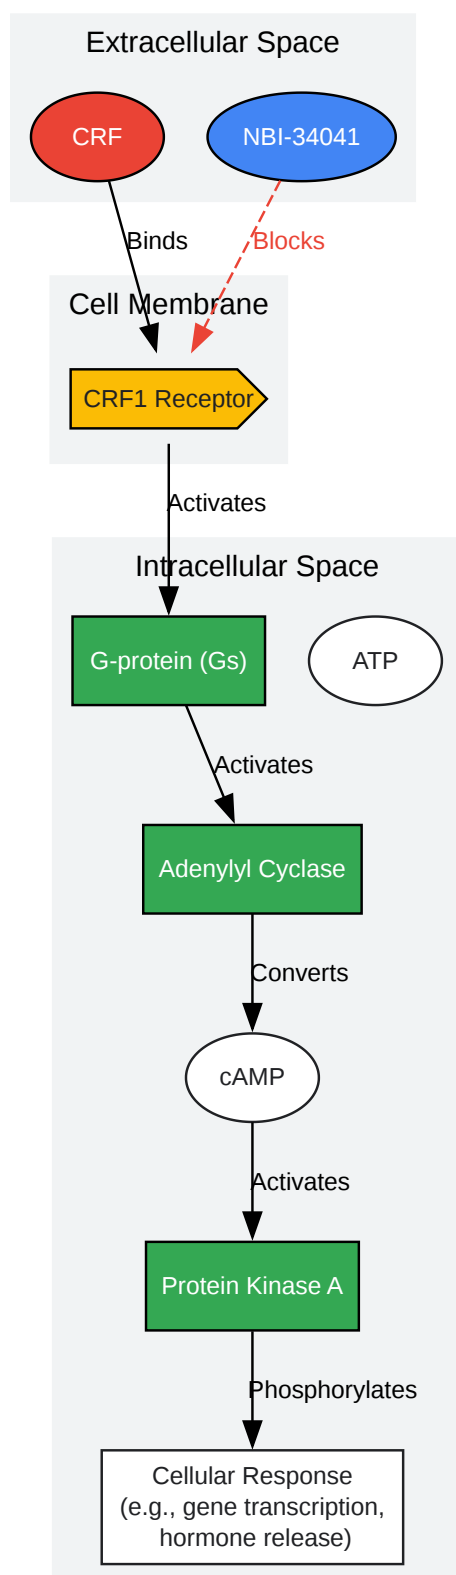 Extracellular Space
CRF
NBI-34041
Binds
Blocks
Cell Membrane
CRF1 Receptor
Activates
Intracellular Space
G-protein (Gs)
ATP
Activates
Adenylyl Cyclase
Converts
cAMP
Activates
Protein Kinase A
Phosphorylates
Cellular Response
(e.g., gene transcription,
hormone release)